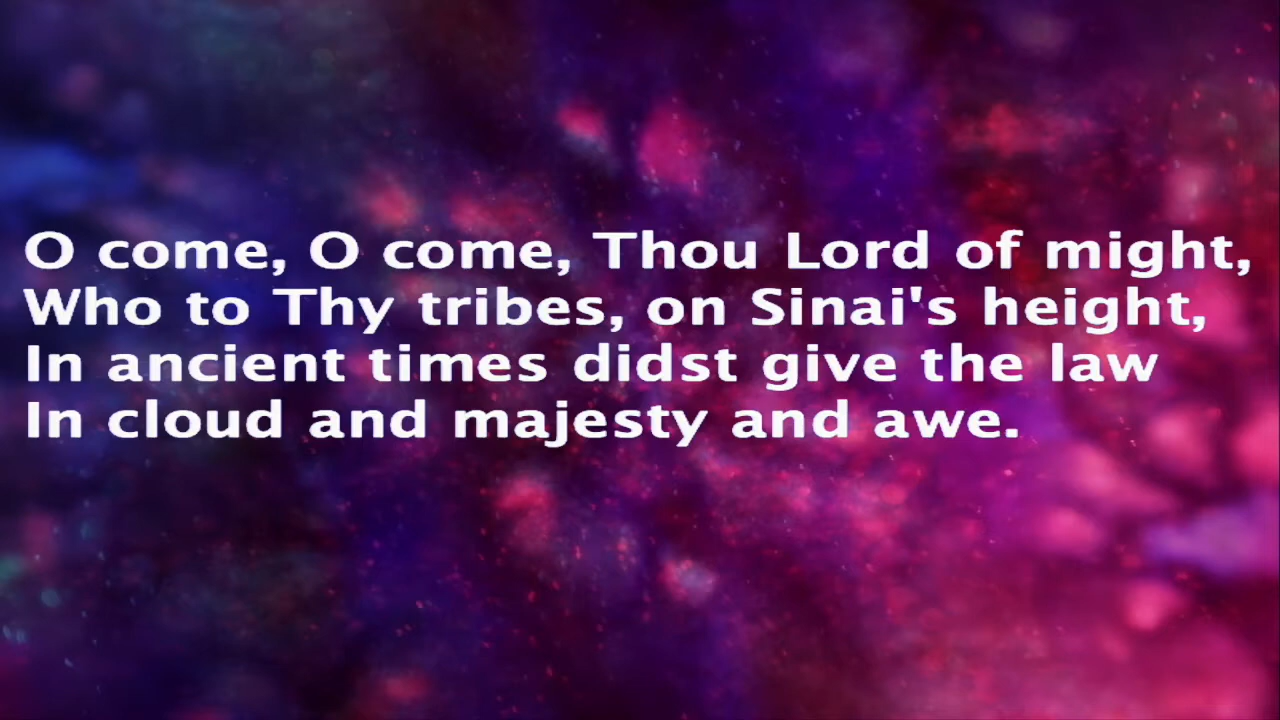 O come, O come, Thou Lord of might,
Who to Thy tribes, on Sinai's height,
In ancient times didst give the law
In cloud and majesty and awe.